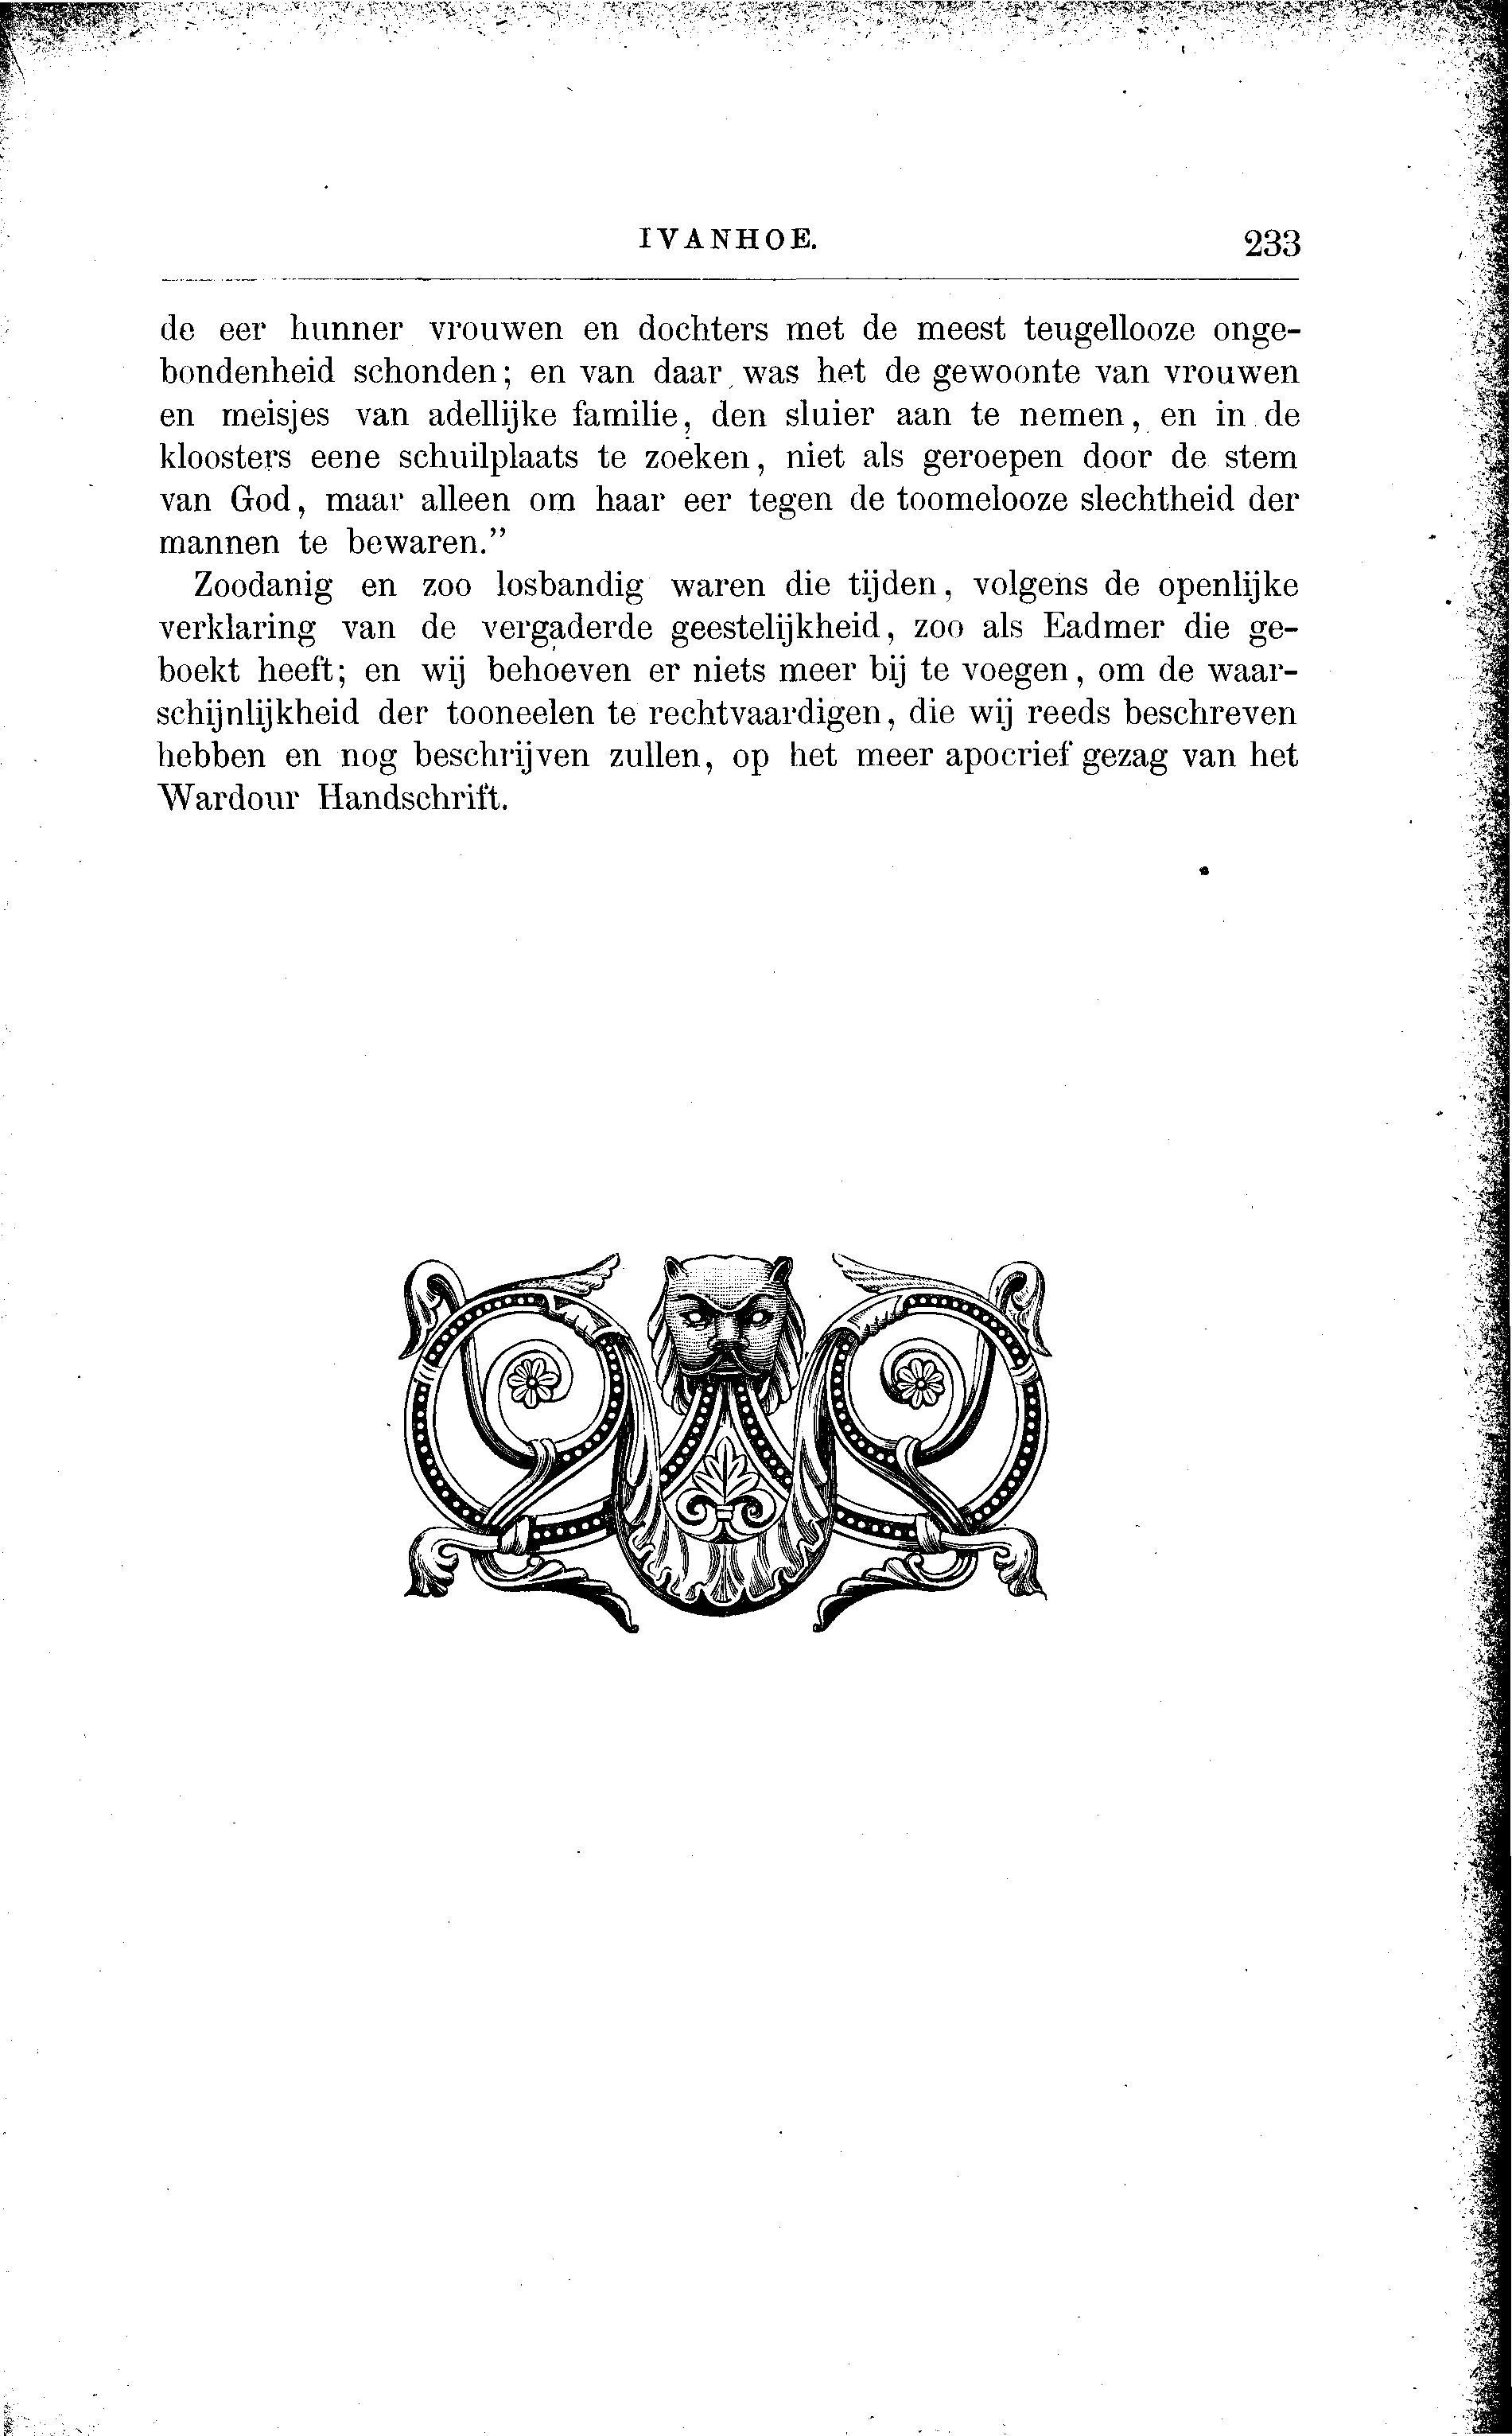 IVANHOE. 233
de eer hunner vrouwen en dochters met de meest teugellooze onge-
bondenheid schonden; en van daar was het de gewoonte van vrouwen
en meisjes van adellijke familie, den sluier aan te nemen, en in de
kloosters eene schuilplaats te zoeken, niet als geroepen door de stem
van God, maar alleen om haar eer tegen de toomelooze slechtheid der
mannen te bewaren.”
Zoodanig en zoo losbandig waren die tijden, volgens de openlijke
verklaring van de vergaderde geestelijkheid, zoo als Eadmer die ge-
boekt heeft; en wij behoeven er niets meer bij te voegen, om de waar-
schijnlijkheid der tooneelen te rechtvaardigen, die wij reeds beschreven
hebben en nog beschrijven zullen, op het meer apocrief gezag van het
Wardour Handschrift.